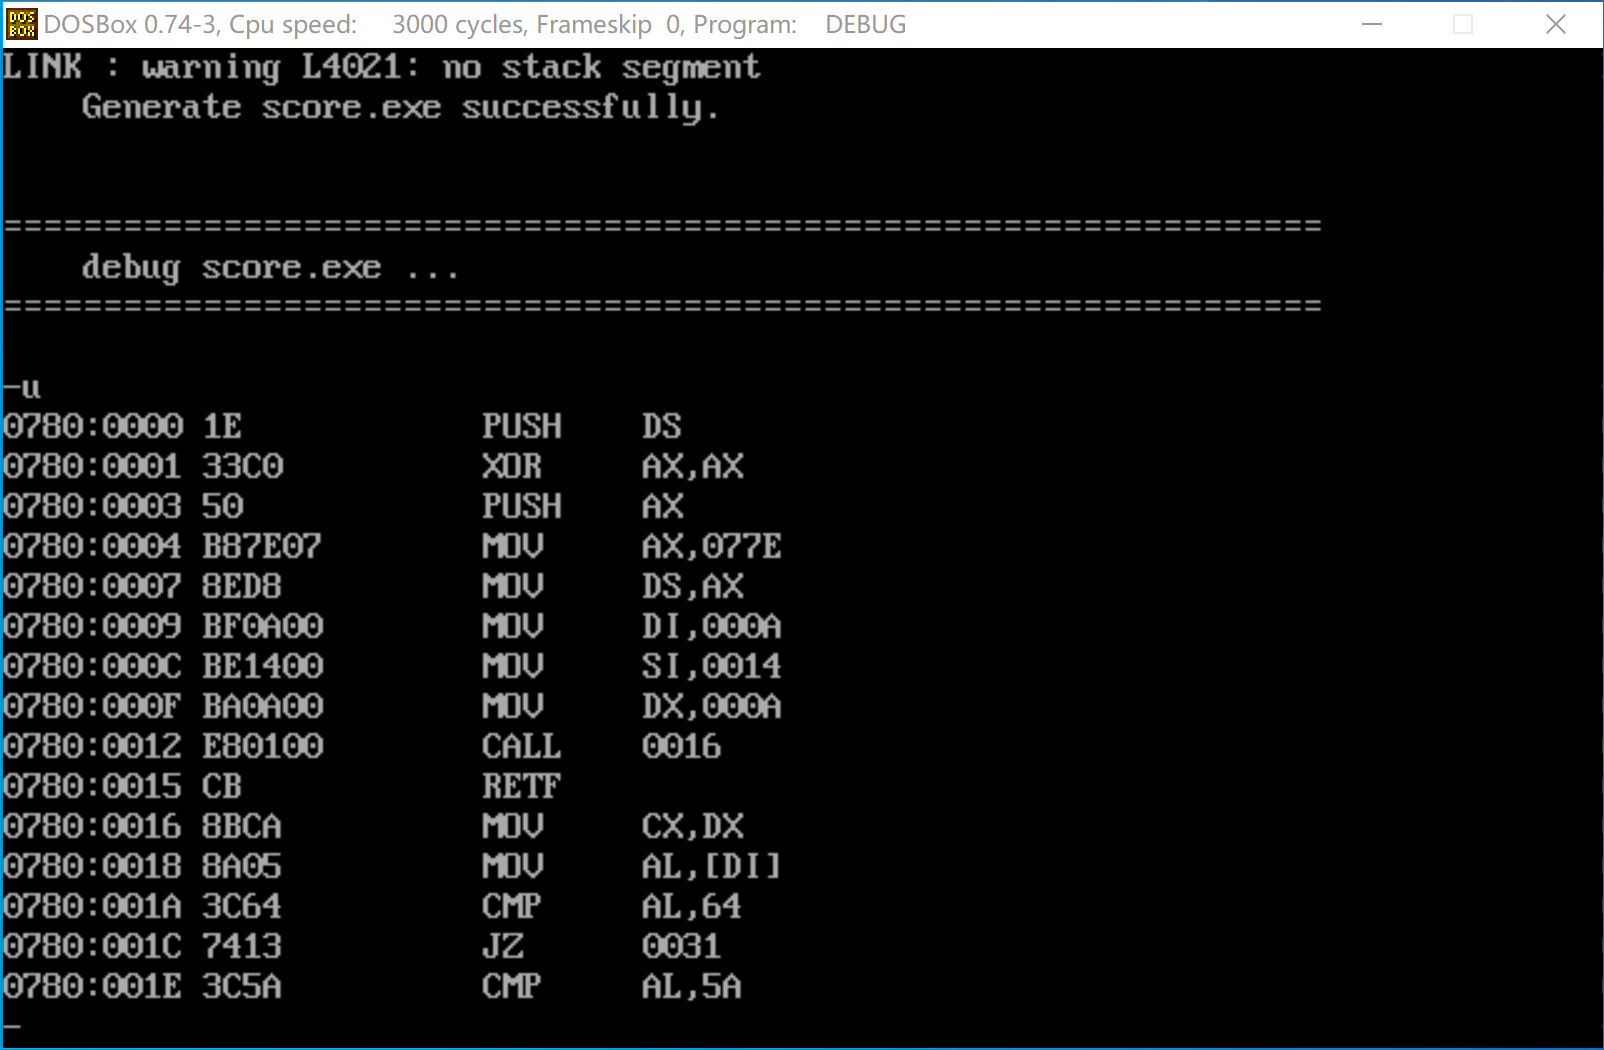 DOS BOX DOSBox 0.74-3, Cpu speed: 3000 cycles, Frameskip 0, Program: DEBUG
LINK : warning L4021: no stack segment
Generate score.exe successfully.
==================================================================
debug score.exe ...
==================================================================
-u
0780:0000 1E PUSH DS
0780:0001 33C0 XOR AX,AX
0780:0003 50 PUSH AX
0780:0004 B87E07 MOV AX,077E
0780:0007 8ED8 MOV DS,AX
0780:0009 BF0A00 MOV DI,000A
0780:000C BE1400 MOV SI,0014
0780:000F BA0A00 MOV DX,000A
0780:0012 E80100 CALL 0016
0780:0015 CB RETF
0780:0016 8BCA MOV CX,DX
0780:0018 8A05 MOV AL,[DI]
0780:001A 3C64 CMP AL,64
0780:001C 7413 JZ 0031
0780:001E 3C5A CMP AL,5A
-